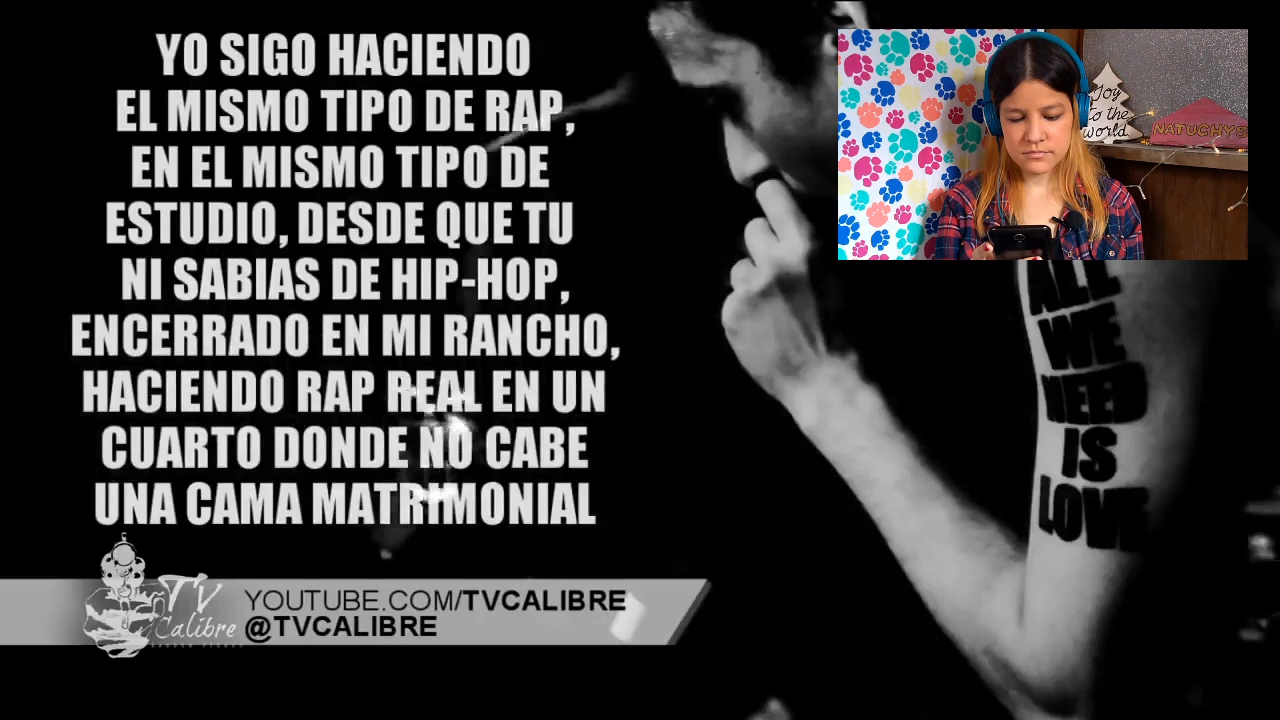 YO SIGO HACIENDO
EL MISMO TIPO DE RAP,
EN EL MISMO TIPO DE
ESTUDIO, DESDE QUE TU
NI SABIAS DE HIP-HOP,
ENCERRADO EN MI RANCHO,
HACIENDO RAP REAL EN UN
CUARTO DONDE NO CABE
UNA CAMA MATRIMONIAL
TV
Calibre
YOUTUBE.COM/TVCALIBRE
@TVCALIBRE
Joy
to the
world
NATUCHYS
ALL
WE
NEED
IS
LOVE